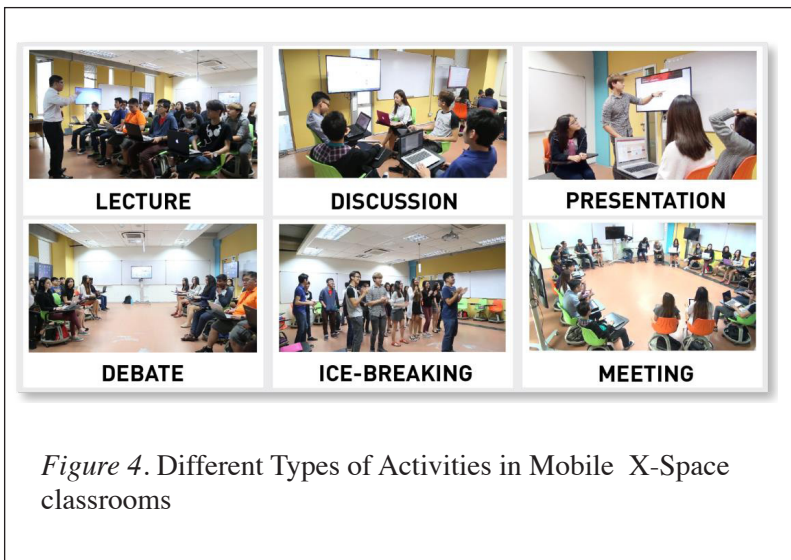 LECTURE DISCUSSION PRESENTATION
DEBATE ICE-BREAKING MEETING
Figure 4. Different Types of Activities in Mobile X-Space
classrooms